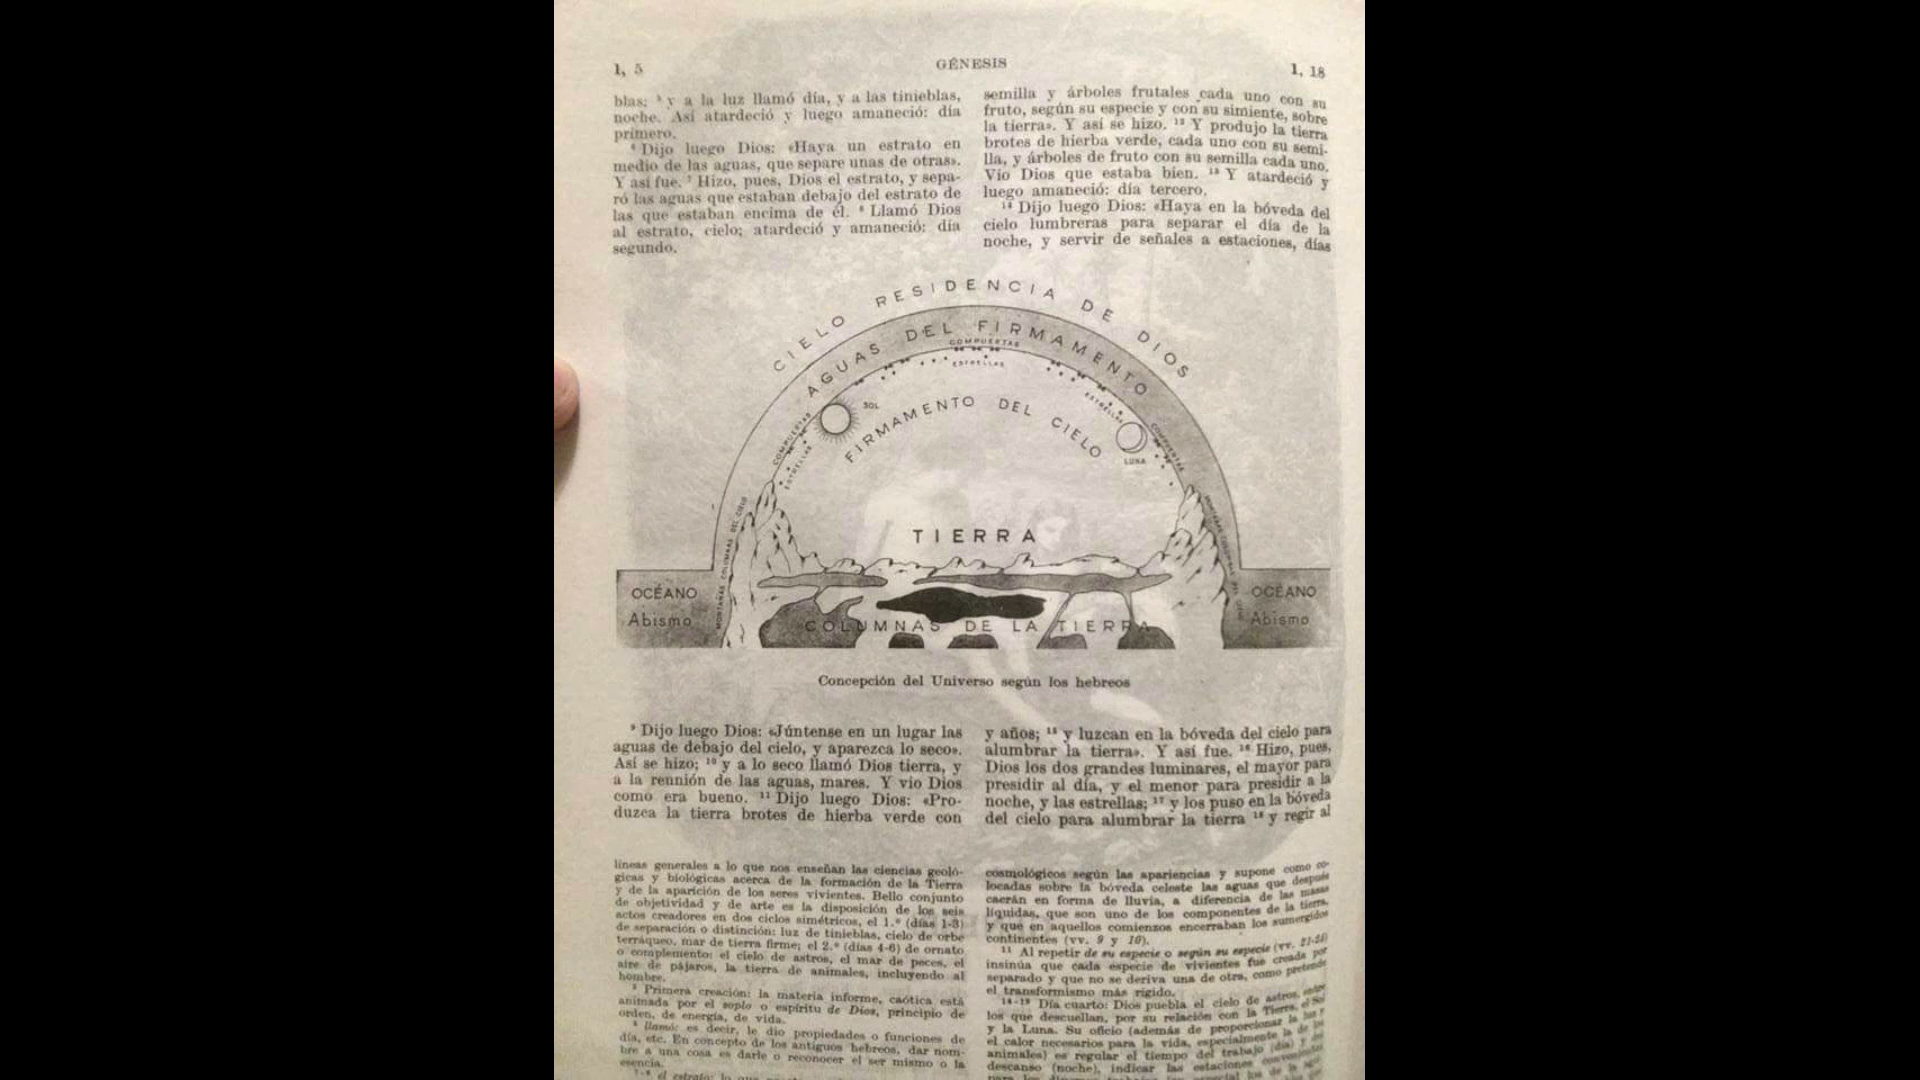 1, 5
GÉNESIS
1, 18
blas; ⁵ y a la luz llamó día, y a las tinieblas,
noche. Así atardeció y luego amaneció: día
primero.
⁶ Dijo luego Dios: «Haya un estrato en
medio de las aguas, que separe unas de otras».
Y así fue. ⁷ Hizo, pues, Dios el estrato, y sepa-
ró las aguas que estaban debajo del estrato de
las que estaban encima de él. ⁸ Llamó Dios
al estrato, cielo; atardeció y amaneció: día
segundo.
semilla y árboles frutales cada uno con su
fruto, según su especie y con su simiente, sobre
la tierra». Y así se hizo. ¹² Y produjo la tierra
brotes de hierba verde, cada uno con su semi-
lla, y árboles de fruto con su semilla cada uno.
Vio Dios que estaba bien. ¹³ Y atardeció y
luego amaneció: día tercero.
¹⁴ Dijo luego Dios: «Haya en la bóveda del
cielo lumbreras para separar el día de la
noche, y servir de señales a estaciones, días
CIELO RESIDENCIA DE DIOS
AGUAS DEL FIRMAMENTO
COMPUERTAS
ESTRELLAS
SOL
FIRMAMENTO DEL CIELO
ESTRELLAS
COMPUERTAS
ESTRELLAS
COMPUERTAS
LUNA
MONTAÑAS COLUMNAS DEL CIELO
MONTAÑAS COLUMNAS DEL CIELO
TIERRA
OCÉANO
Abismo
OCÉANO
Abismo
COLUMNAS DE LA TIERRA
Concepción del Universo según los hebreos
⁹ Dijo luego Dios: «Júntense en un lugar las
aguas de debajo del cielo, y aparezca lo seco».
Así se hizo; ¹⁰ y a lo seco llamó Dios tierra, y
a la reunión de las aguas, mares. Y vio Dios
como era bueno. ¹¹ Dijo luego Dios: «Pro-
duzca la tierra brotes de hierba verde con
y años; ¹⁵ y luzcan en la bóveda del cielo para
alumbrar la tierra». Y así fue. ¹⁶ Hizo, pues,
Dios los dos grandes luminares, el mayor para
presidir al día, y el menor para presidir a la
noche, y las estrellas; ¹⁷ y los puso en la bóveda
del cielo para alumbrar la tierra ¹⁸ y regir al
líneas generales a lo que nos enseñan las ciencias geoló-
gicas y biológicas acerca de la formación de la Tierra
y de la aparición de los seres vivientes. Bello conjunto
de objetividad y de arte es la disposición de los seis
actos creadores en dos ciclos simétricos, el 1.º (días 1-3)
de separación o distinción: luz de tinieblas, cielo de orbe
terráqueo, mar de tierra firme; el 2.º (días 4-6) de ornato
o complemento: el cielo de astros, el mar de peces, el
aire de pájaros, la tierra de animales, incluyendo al
hombre.
² Primera creación: la materia informe, caótica está
animada por el soplo o espíritu de Dios, principio de
orden, de energía, de vida.
⁵ llamó: es decir, le dio propiedades o funciones de
día, etc. En concepto de los antiguos hebreos, dar nom-
bre a una cosa es darle o reconocer el ser mismo o la
esencia.
el estrato: lo que
cosmológicos según las apariencias y supone como co-
locadas sobre la bóveda celeste las aguas que después
caerán en forma de lluvia, a diferencia de las masas
líquidas, que son uno de los componentes de la tierra,
y que en aquellos comienzos encerraban los sumergidos
continentes (vv. 9 y 10).
¹¹ Al repetir de su especie o según su especie (vv. 21-25)
insinúa que cada especie de vivientes fue creada por
separado y que no se deriva una de otra, como pretende
el transformismo más rígido.
¹⁴⁻¹⁹ Día cuarto: Dios puebla el cielo de astros, entre
los que descuellan, por su relación con la Tierra, el Sol
y la Luna. Su oficio (además de proporcionar la luz y
el calor necesarios para la vida, especialmente la de los
animales) es regular el tiempo del trabajo (día) y del
descanso (noche), indicar las estaciones